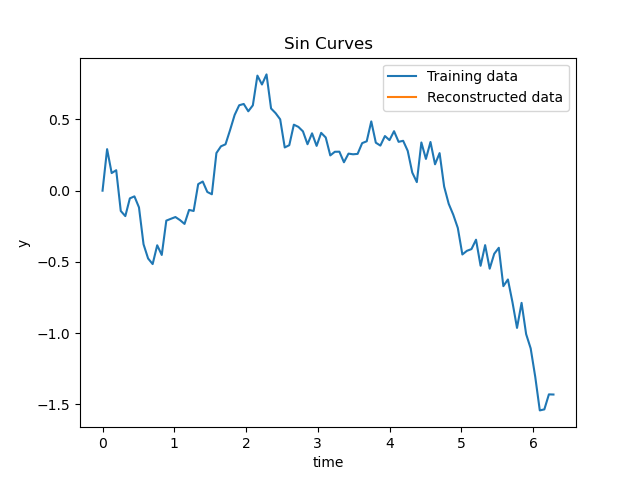 Sin Curves
Training data
Reconstructed data
0.5
0.0
−0.5
−1.0
−1.5
y
0 1 2 3 4 5 6
time